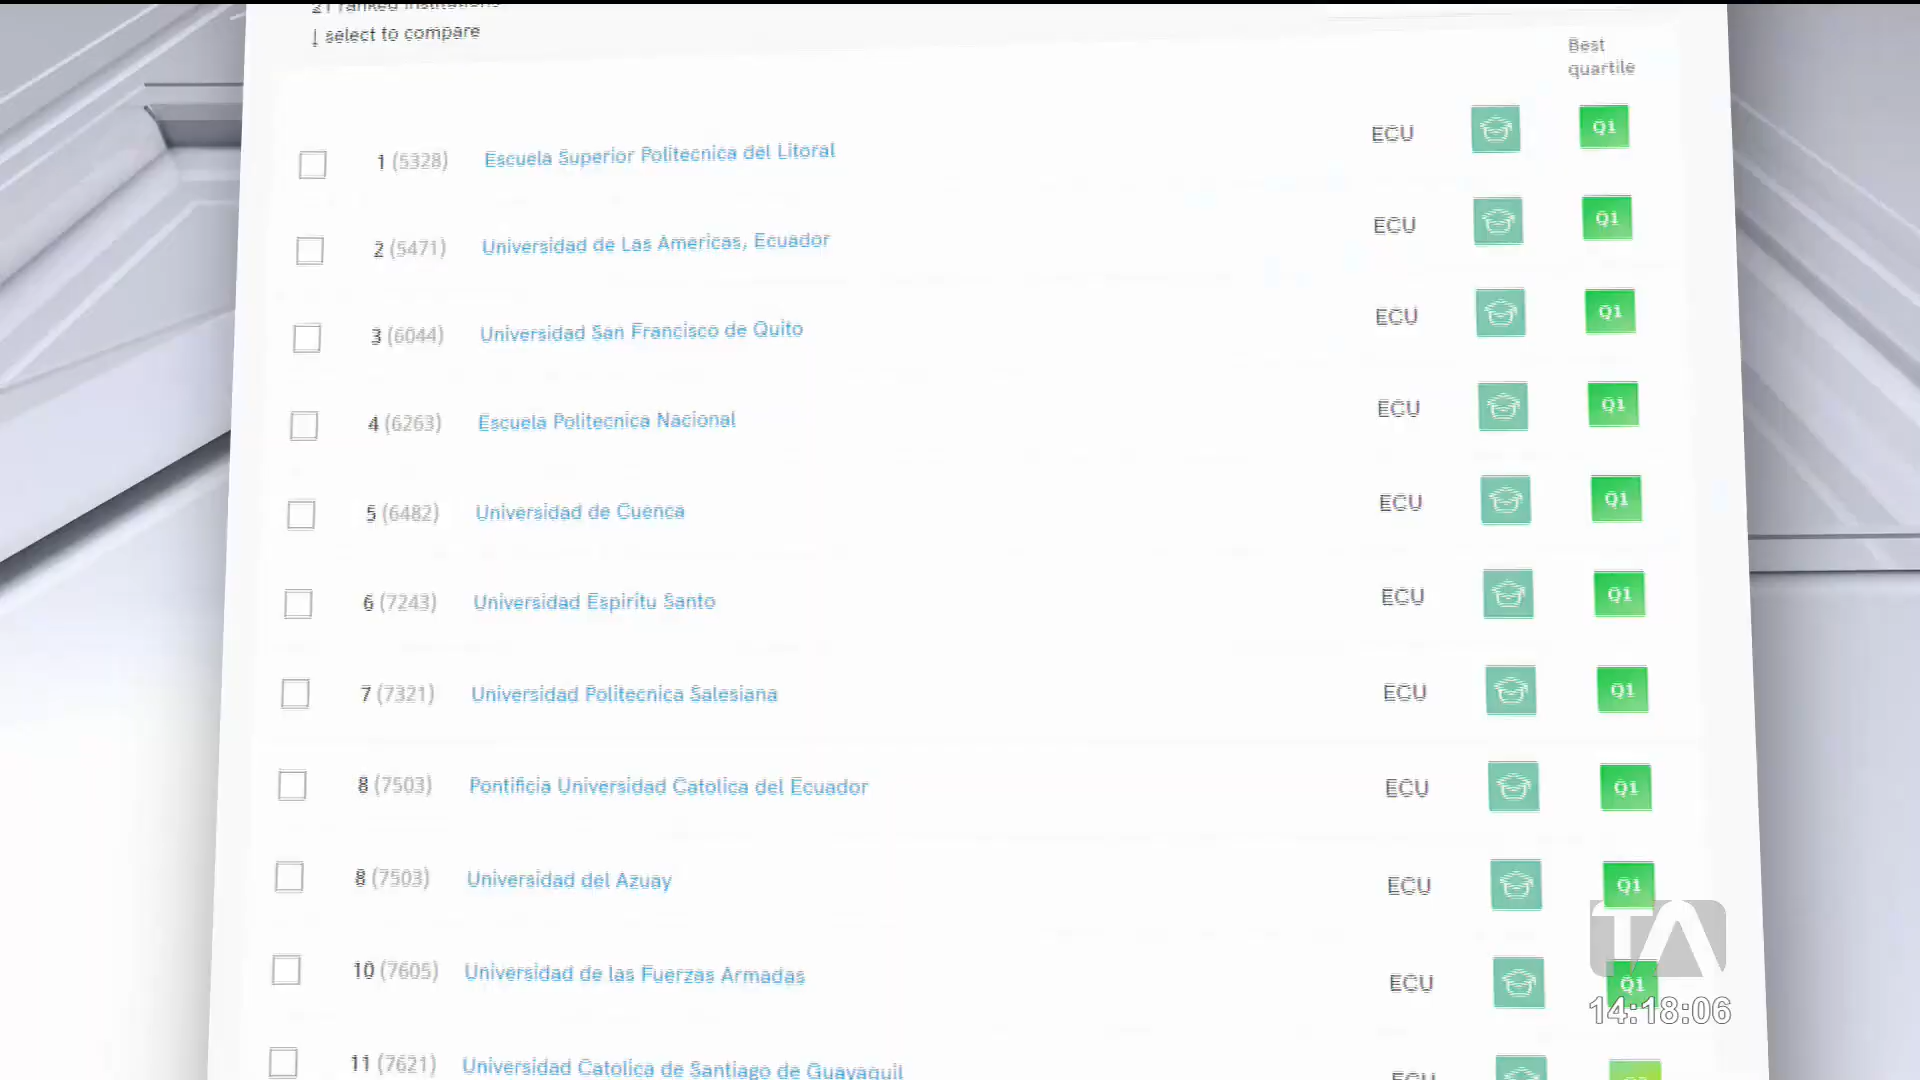 21 ranked institutions
↓ select to compare
Best
quartile
1 (5328) Escuela Superior Politecnica del Litoral ECU Q1
2 (5471) Universidad de Las Americas, Ecuador ECU Q1
3 (6044) Universidad San Francisco de Quito ECU Q1
4 (6263) Escuela Politecnica Nacional ECU Q1
5 (6482) Universidad de Cuenca ECU Q1
6 (7243) Universidad Espiritu Santo ECU Q1
7 (7321) Universidad Politecnica Salesiana ECU Q1
8 (7503) Pontificia Universidad Catolica del Ecuador ECU Q1
8 (7503) Universidad del Azuay ECU Q1
10 (7605) Universidad de las Fuerzas Armadas ECU Q1
11 (7621) Universidad Catolica de Santiago de Guayaquil ECU
TA
14:18:06